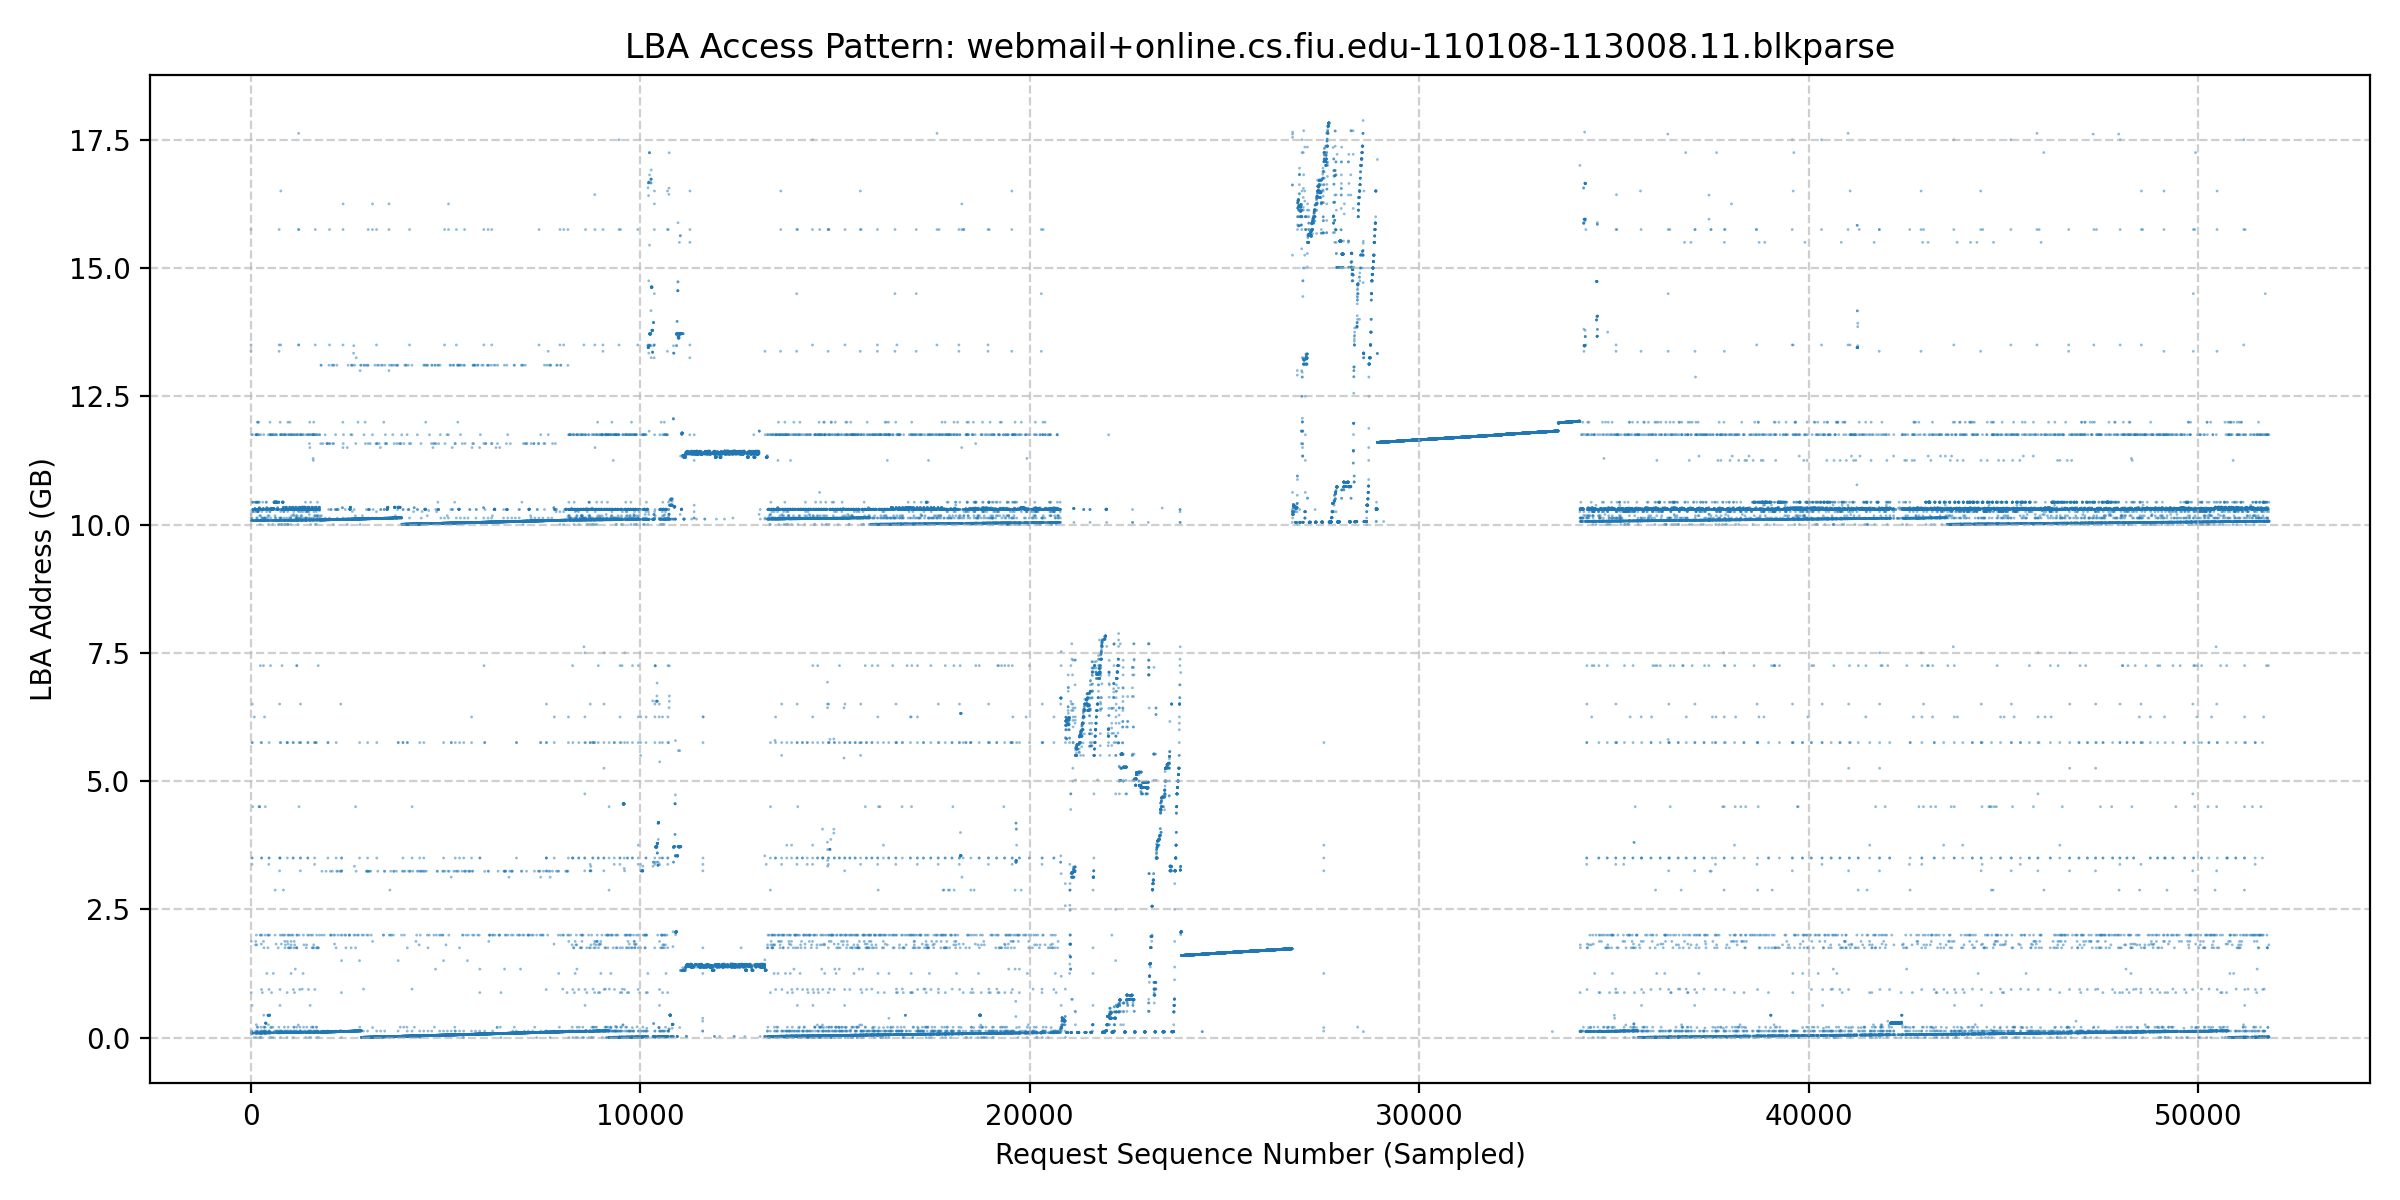 LBA Access Pattern: webmail+online.cs.fiu.edu-110108-113008.11.blkparse
LBA Address (GB)
17.5
15.0
12.5
10.0
7.5
5.0
2.5
0.0
0 10000 20000 30000 40000 50000
Request Sequence Number (Sampled)